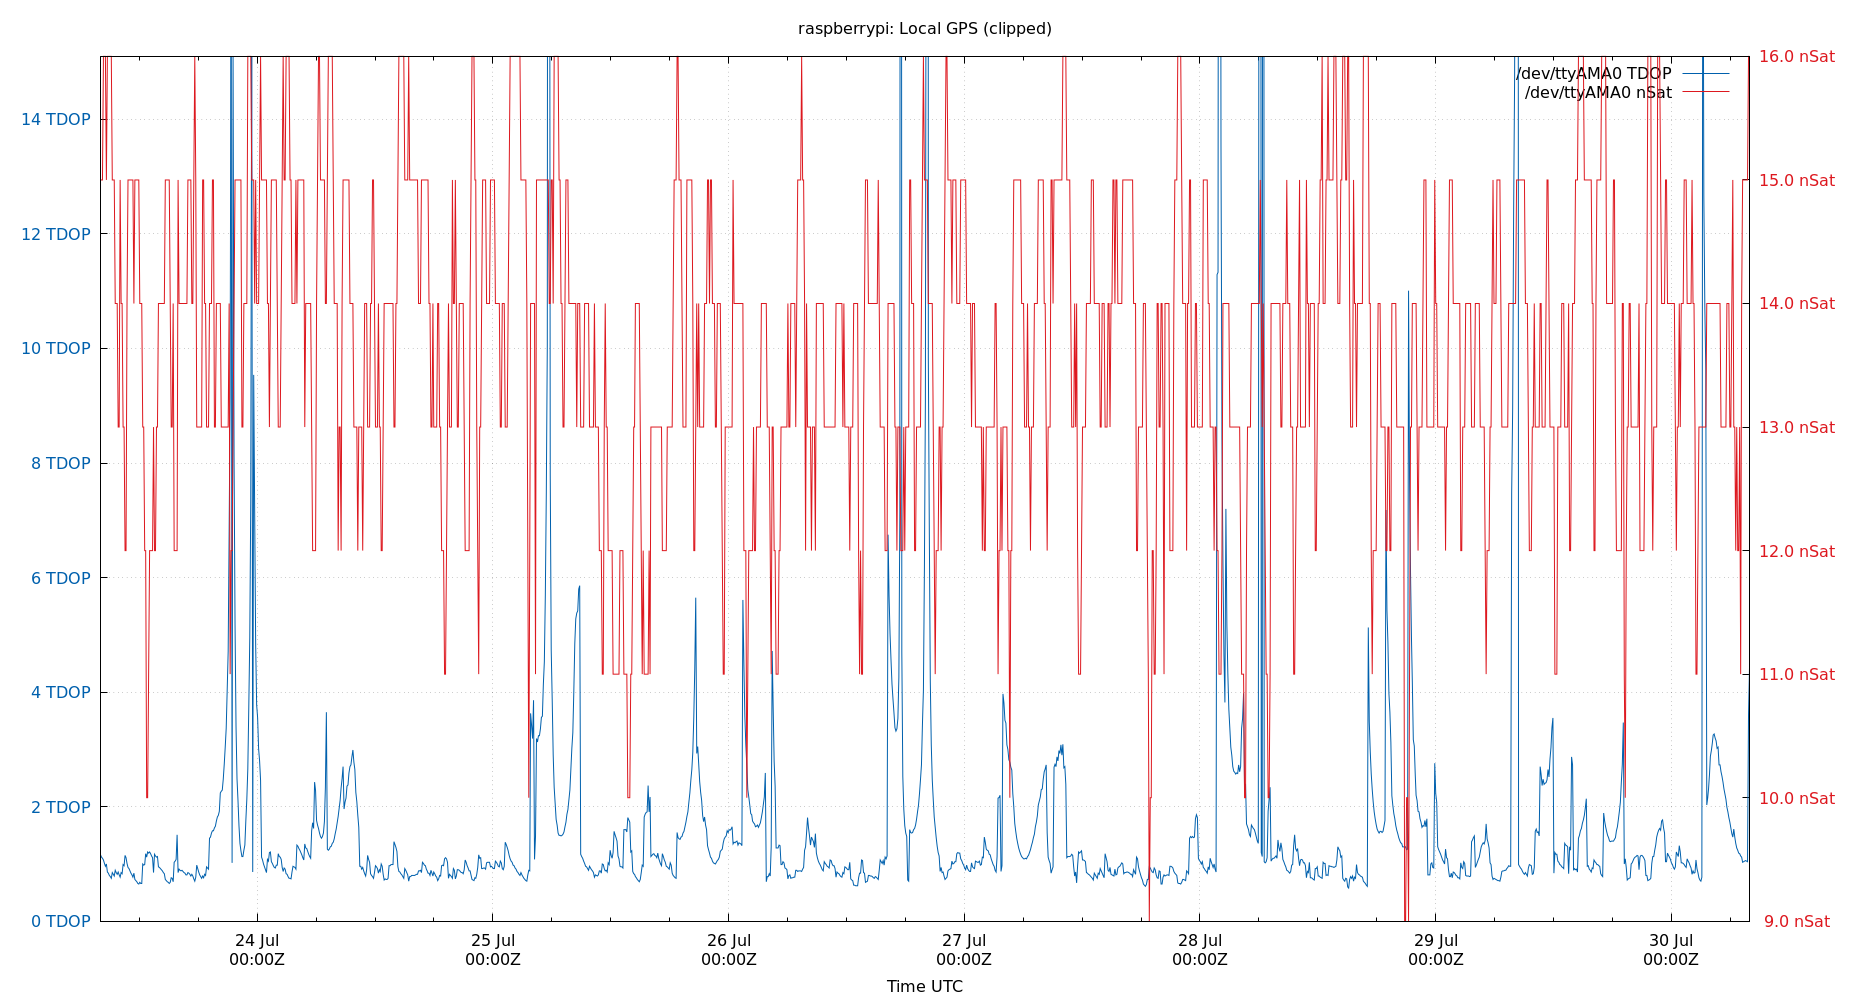 raspberrypi: Local GPS (clipped)
16.0 nSat
/dev/ttyAMA0 TDOP
/dev/ttyAMA0 nSat
14 TDOP
15.0 nSat
12 TDOP
14.0 nSat
10 TDOP
13.0 nSat
8 TDOP
12.0 nSat
6 TDOP
11.0 nSat
4 TDOP
10.0 nSat
2 TDOP
9.0 nSat
0 TDOP
24 Jul 25 Jul 26 Jul 27 Jul 28 Jul 29 Jul 30 Jul
00:00Z 00:00Z 00:00Z 00:00Z 00:00Z 00:00Z 00:00Z
Time UTC